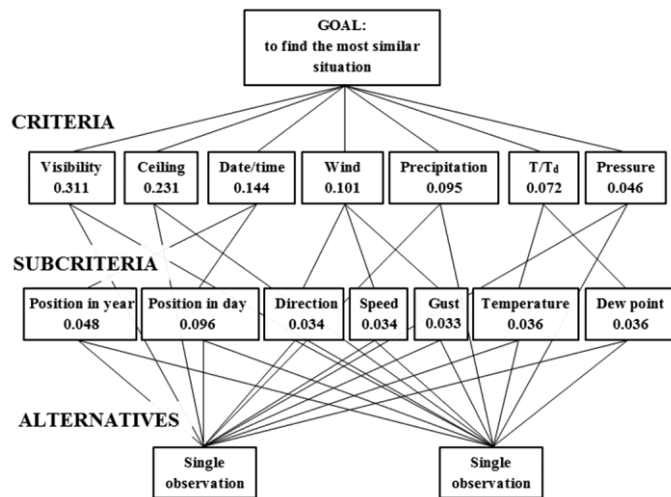 GOAL:
to find the most similar
situation
CRITERIA
Visibility
0.311
Ceiling
0.231
Date/time
0.144
Wind
0.101
Precipitation
0.095
T/Td
0.072
Pressure
0.046
SUBCRITERIA
Position in year
0.048
Position in day
0.096
Direction
0.034
Speed
0.034
Gust
0.033
Temperature
0.036
Dew point
0.036
ALTERNATIVES
Single
observation
Single
observation